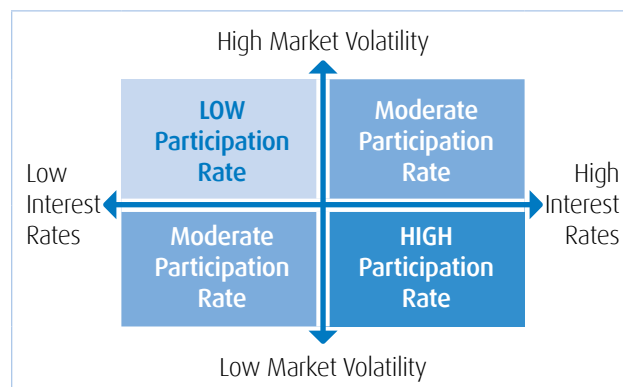 High Market Volatility
LOW
Participation
Rate
Moderate
Participation
Rate
Low
Interest
Rates
High
Interest
Rates
Moderate
Participation
Rate
HIGH
Participation
Rate
Low Market Volatility